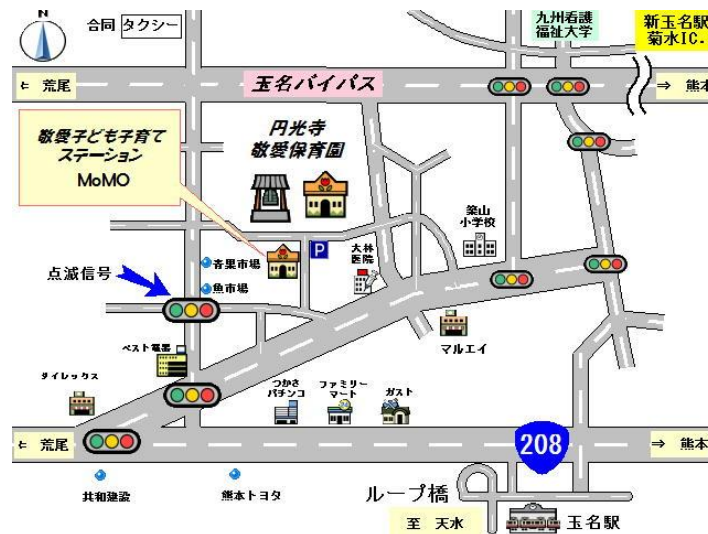 N
合同 タクシー
九州看護
福祉大学
新玉名駅
菊水IC.
⇐ 荒尾
玉名バイパス
⇒ 熊本
敬愛子ども子育て
ステーション
MoMO
円光寺
敬愛保育園
築山
小学校
P
大林
医院
青果市場
点滅信号
魚市場
マルエイ
ベスト電器
ダイレックス
つかさ
パチンコ
ファミリー
マート
ガスト
⇐ 荒尾
208
⇒ 熊本
共和建設
熊本トヨタ
ループ橋
至 天水
玉名駅